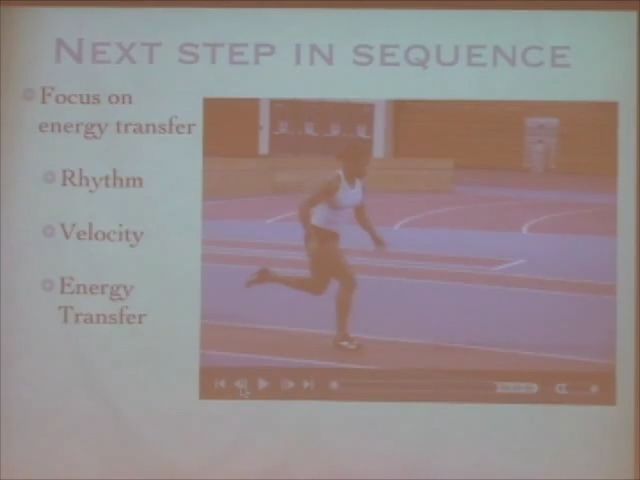 NEXT STEP IN SEQUENCE
Focus on
energy transfer
Rhythm
Velocity
Energy
Transfer